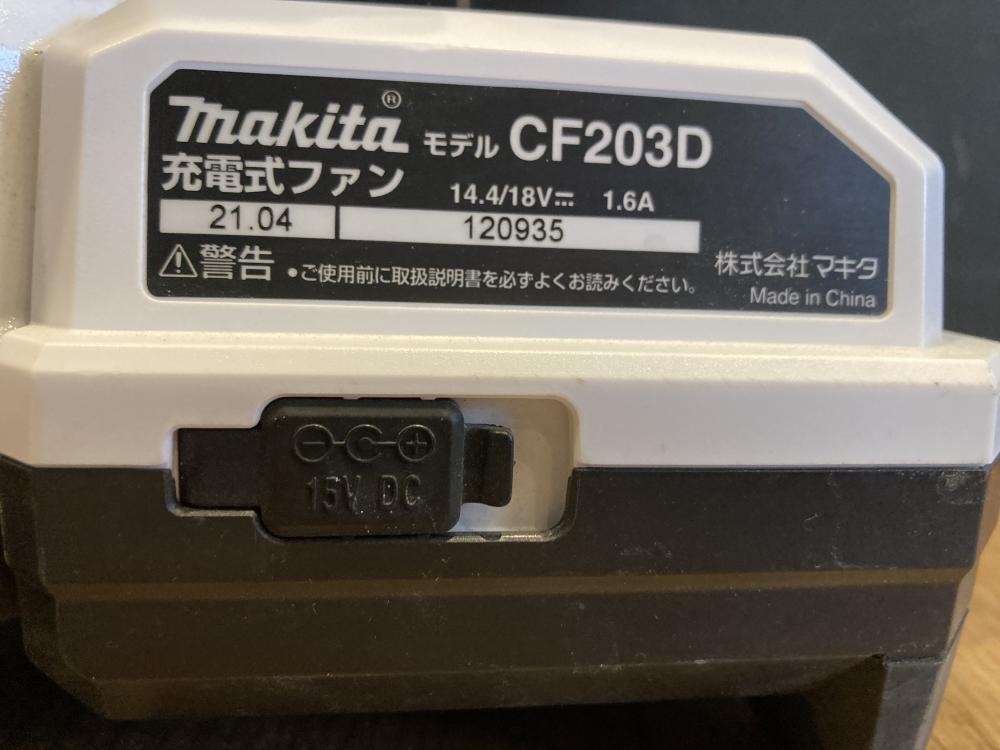 makita® モデル CF203D
充電式ファン 14.4/18V⎓ 1.6A
21.04 120935
⚠警告 •ご使用前に取扱説明書を必ずよくお読みください。
株式会社マキタ
Made in China
15V DC